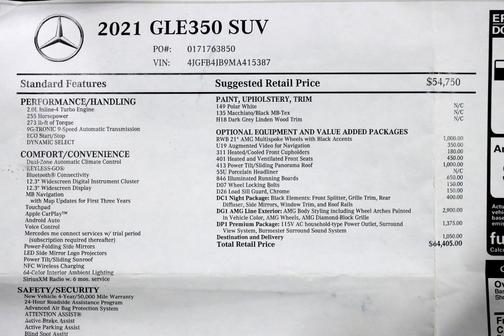 2021 GLE350 SUV
PO#: 0171763850
VIN: 4JGFB4JB9MA415387
Standard Features
Suggested Retail Price $54,750
PERFORMANCE/HANDLING
2.0L Inline-4 Turbo Engine
255 Horsepower
273 lb-ft of Torque
9G-TRONIC 9-Speed Automatic Transmission
ECO Start/Stop
DYNAMIC SELECT
COMFORT/CONVENIENCE
Dual-Zone Automatic Climate Control
KEYLESS-GO®
Bluetooth® Connectivity
12.3" Widescreen Digital Instrument Cluster
12.3" Widescreen Display
MB Navigation
with Map Updates for First 3 Years
Touchpad
Apple CarPlay™
Android Auto
Voice Control
Mercedes me connect services w/ trial period
(subscription required thereafter)
Power-Folding Side Mirrors
LED Side Mirror Logo Projectors
Power Tilt/Sliding Sunroof
NFC Wireless Charging
64-Color Interior Ambient Lighting
SiriusXM Radio w 6 mos. trial period
SAFETY/SECURITY
New Vehicle 4-Year/50,000 Mile Warranty
24-Hour Roadside Assistance Program
Advanced Air Bag Protection System
ATTENTION ASSIST®
Active Brake Assist
Active Parking Assist
Blind Spot Assist
PAINT, UPHOLSTERY, TRIM
149 Polar White N/C
135 Macchiato/Black MB-Tex N/C
H18 Dark Grey Linden Wood Trim N/C
OPTIONAL EQUIPMENT AND VALUE ADDED PACKAGES
RWB 21" AMG Multispoke Wheels with Black Accents 1,000.00
U19 Augmented Video for Navigation 350.00
311 Heated/Cooled Front Cupholders 180.00
401 Heated and Ventilated Front Seats 450.00
413 Power Tilt/Sliding Panorama Roof 1,000.00
55U Porcelain Headliner N/C
846 Illuminated Running Boards 650.00
D07 Wheel Locking Bolts 150.00
D26 Load Sill Guard, Chrome 150.00
DC1 Night Package: Black Elements: Front Splitter, Grille Trim, Rear 400.00
Diffuser, Side Mirrors, Window Trim, and Roof Rails
DG1 AMG Line Exterior: AMG Body Styling including Wheel Arches Painted 2,900.00
in Vehicle Color, AMG Wheels, AMG Diamond-Block Grille
DP1 Premium Package: 115V AC household-type Power Outlet, Surround 1,375.00
View System, Burmester Surround Sound System
Destination and Delivery 1,050.00
Total Retail Price $64,405.00